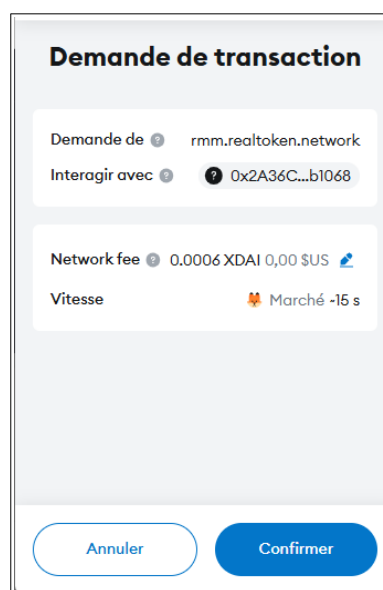 Demande de transaction
Demande de ? rmm.realtoken.network
Interagir avec ? ? 0x2A36C...b1068
Network fee ? 0.0006 XDAI 0,00 $US
Vitesse Marché ~15 s
Annuler Confirmer